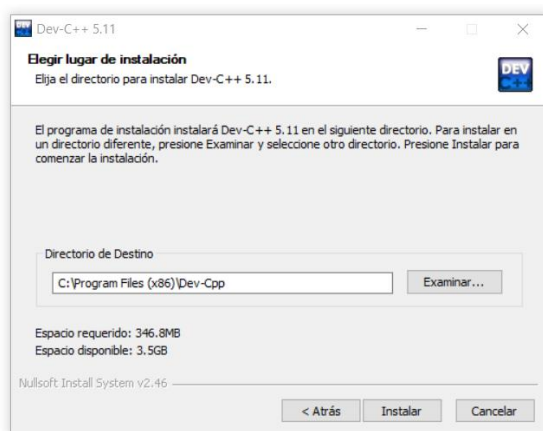 Dev-C++ 5.11
Elegir lugar de instalación
Elija el directorio para instalar Dev-C++ 5.11.
DEV
C++
El programa de instalación instalará Dev-C++ 5.11 en el siguiente directorio. Para instalar en
un directorio diferente, presione Examinar y seleccione otro directorio. Presione Instalar para
comenzar la instalación.
Directorio de Destino
C:\Program Files (x86)\Dev-Cpp
Examinar...
Espacio requerido: 346.8MB
Espacio disponible: 3.5GB
Nullsoft Install System v2.46
< Atrás
Instalar
Cancelar